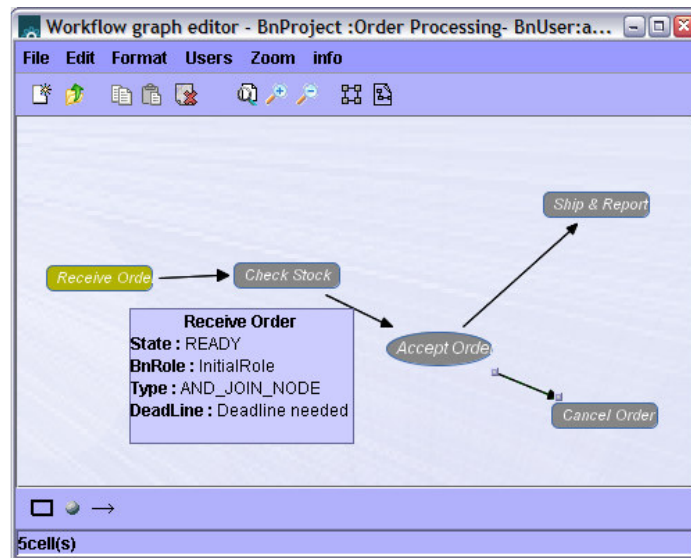 Workflow graph editor - BnProject :Order Processing- BnUser:a...
File Edit Format Users Zoom info
Ship & Report
Receive Orde
Check Stock
Receive Order
State : READY
BnRole : InitialRole
Type : AND_JOIN_NODE
DeadLine : Deadline needed
Accept Orde
Cancel Order
5cell(s)